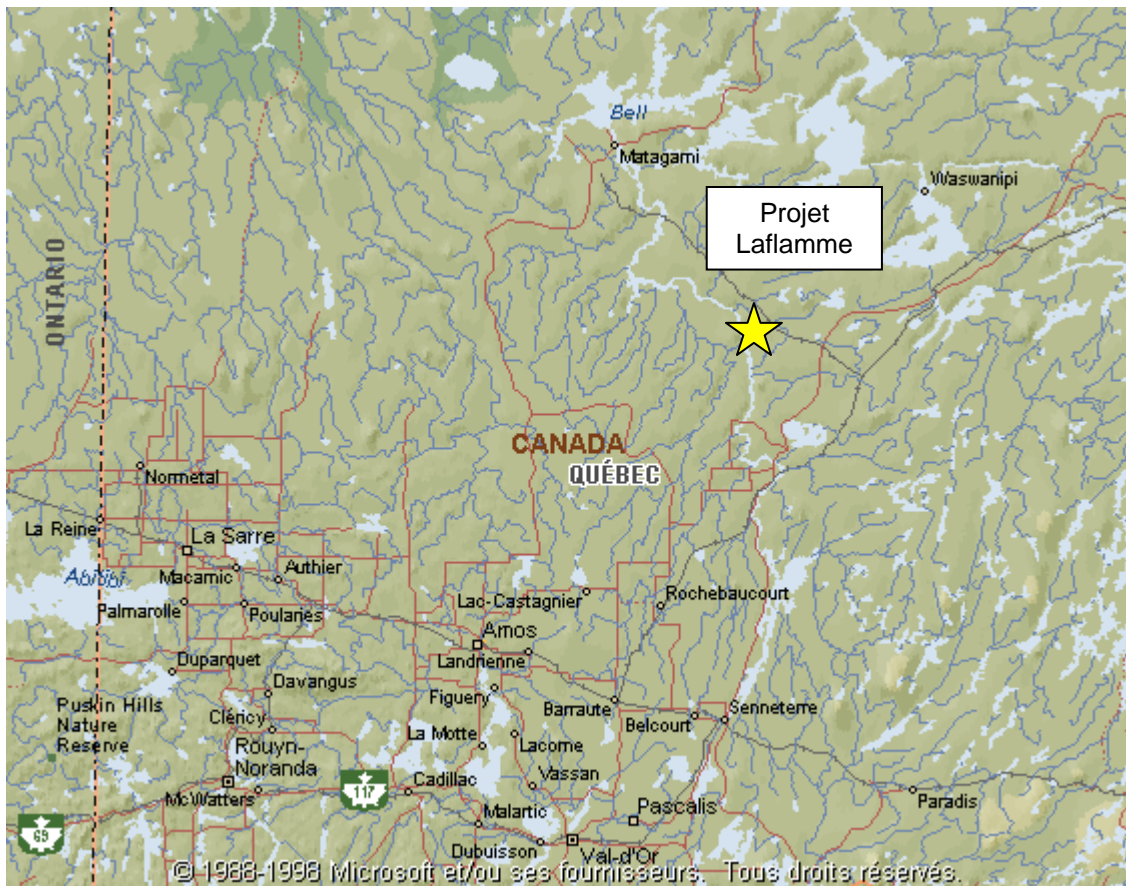 Bell
Matagami
Waswanipi
Projet
Laflamme
ONTARIO
CANADA
QUÉBEC
Normetal
La Reine
La Sarre
Abitibi
Macamic
Authier
Palmarolle
Poularies
Lac-Castagnier
Rochebaucourt
Amos
Landrienne
Duparquet
Davangus
Figuery
Barraute
Belcourt
Senneterre
Puskin Hills
Nature
Reserve
Cléricy
La Motte
Lacorne
Rouyn-
Noranda
McWatters
117
Cadillac
Vassan
Paradis
Malartic
Pascalis
69
Dubuisson
Val-d'Or
© 1988-1998 Microsoft et/ou ses fournisseurs. Tous droits réservés.